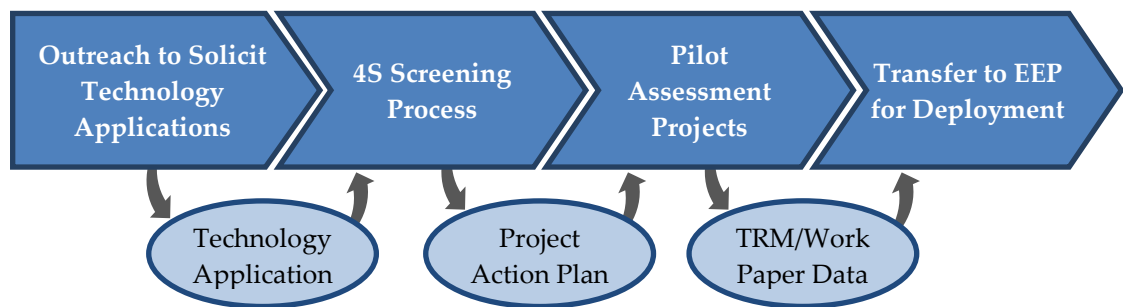 Outreach to Solicit
Technology
Applications
4S Screening
Process
Pilot
Assessment
Projects
Transfer to EEP
for Deployment
Technology
Application
Project
Action Plan
TRM/Work
Paper Data